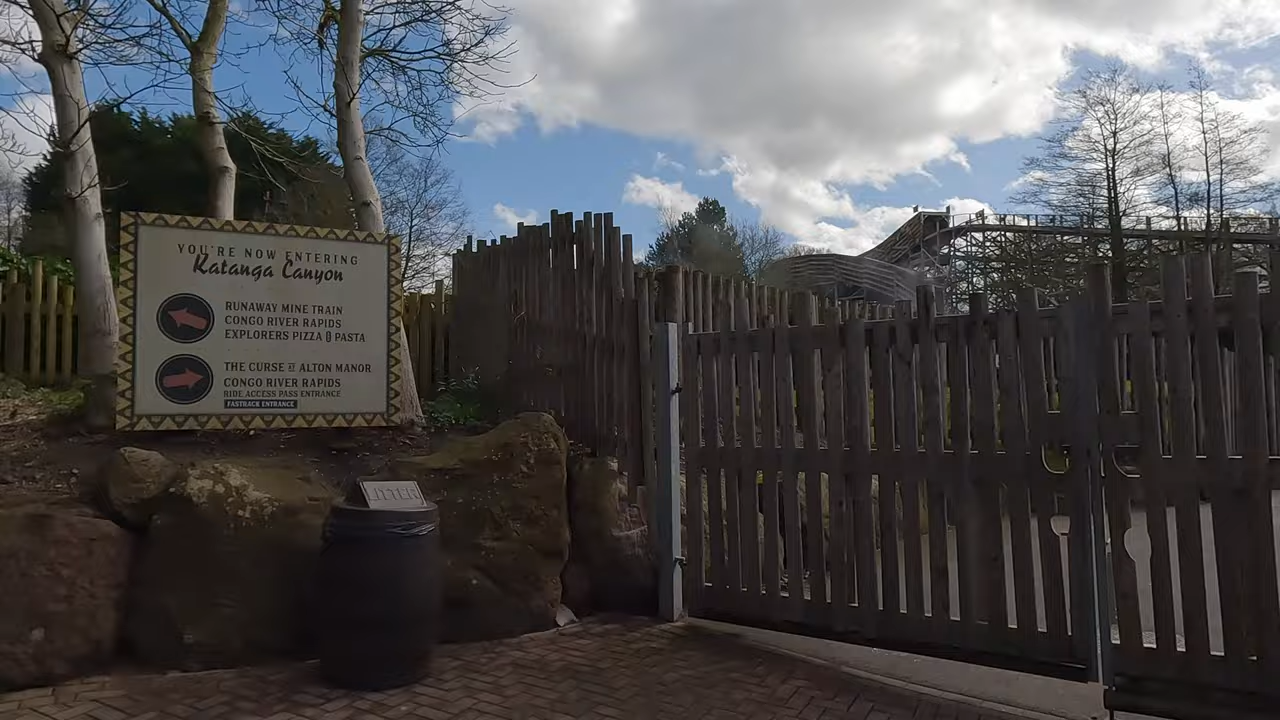 YOU'RE NOW ENTERING
Katanga Canyon
RUNAWAY MINE TRAIN
CONGO RIVER RAPIDS
EXPLORERS PIZZA & PASTA
THE CURSE AT ALTON MANOR
CONGO RIVER RAPIDS
RIDE ACCESS PASS ENTRANCE
FASTRACK ENTRANCE
LITTER